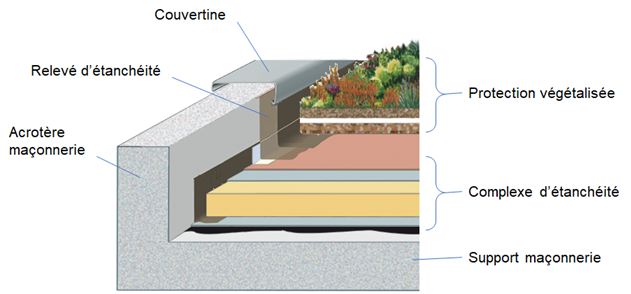 Couvertine
Relevé d'étanchéité
Acrotère
maçonnerie
Protection végétalisée
Complexe d'étanchéité
Support maçonnerie